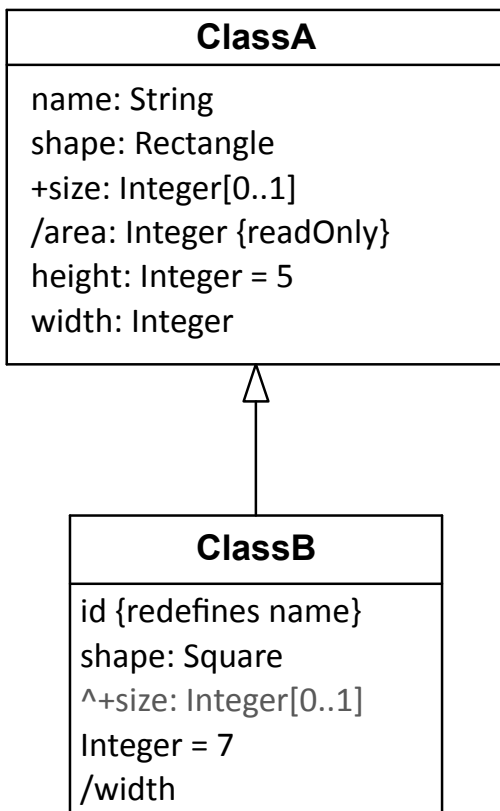 ClassA
name: String
shape: Rectangle
+size: Integer[0..1]
/area: Integer {readOnly}
height: Integer = 5
width: Integer
ClassB
id {redefines name}
shape: Square
^+size: Integer[0..1]
Integer = 7
/width